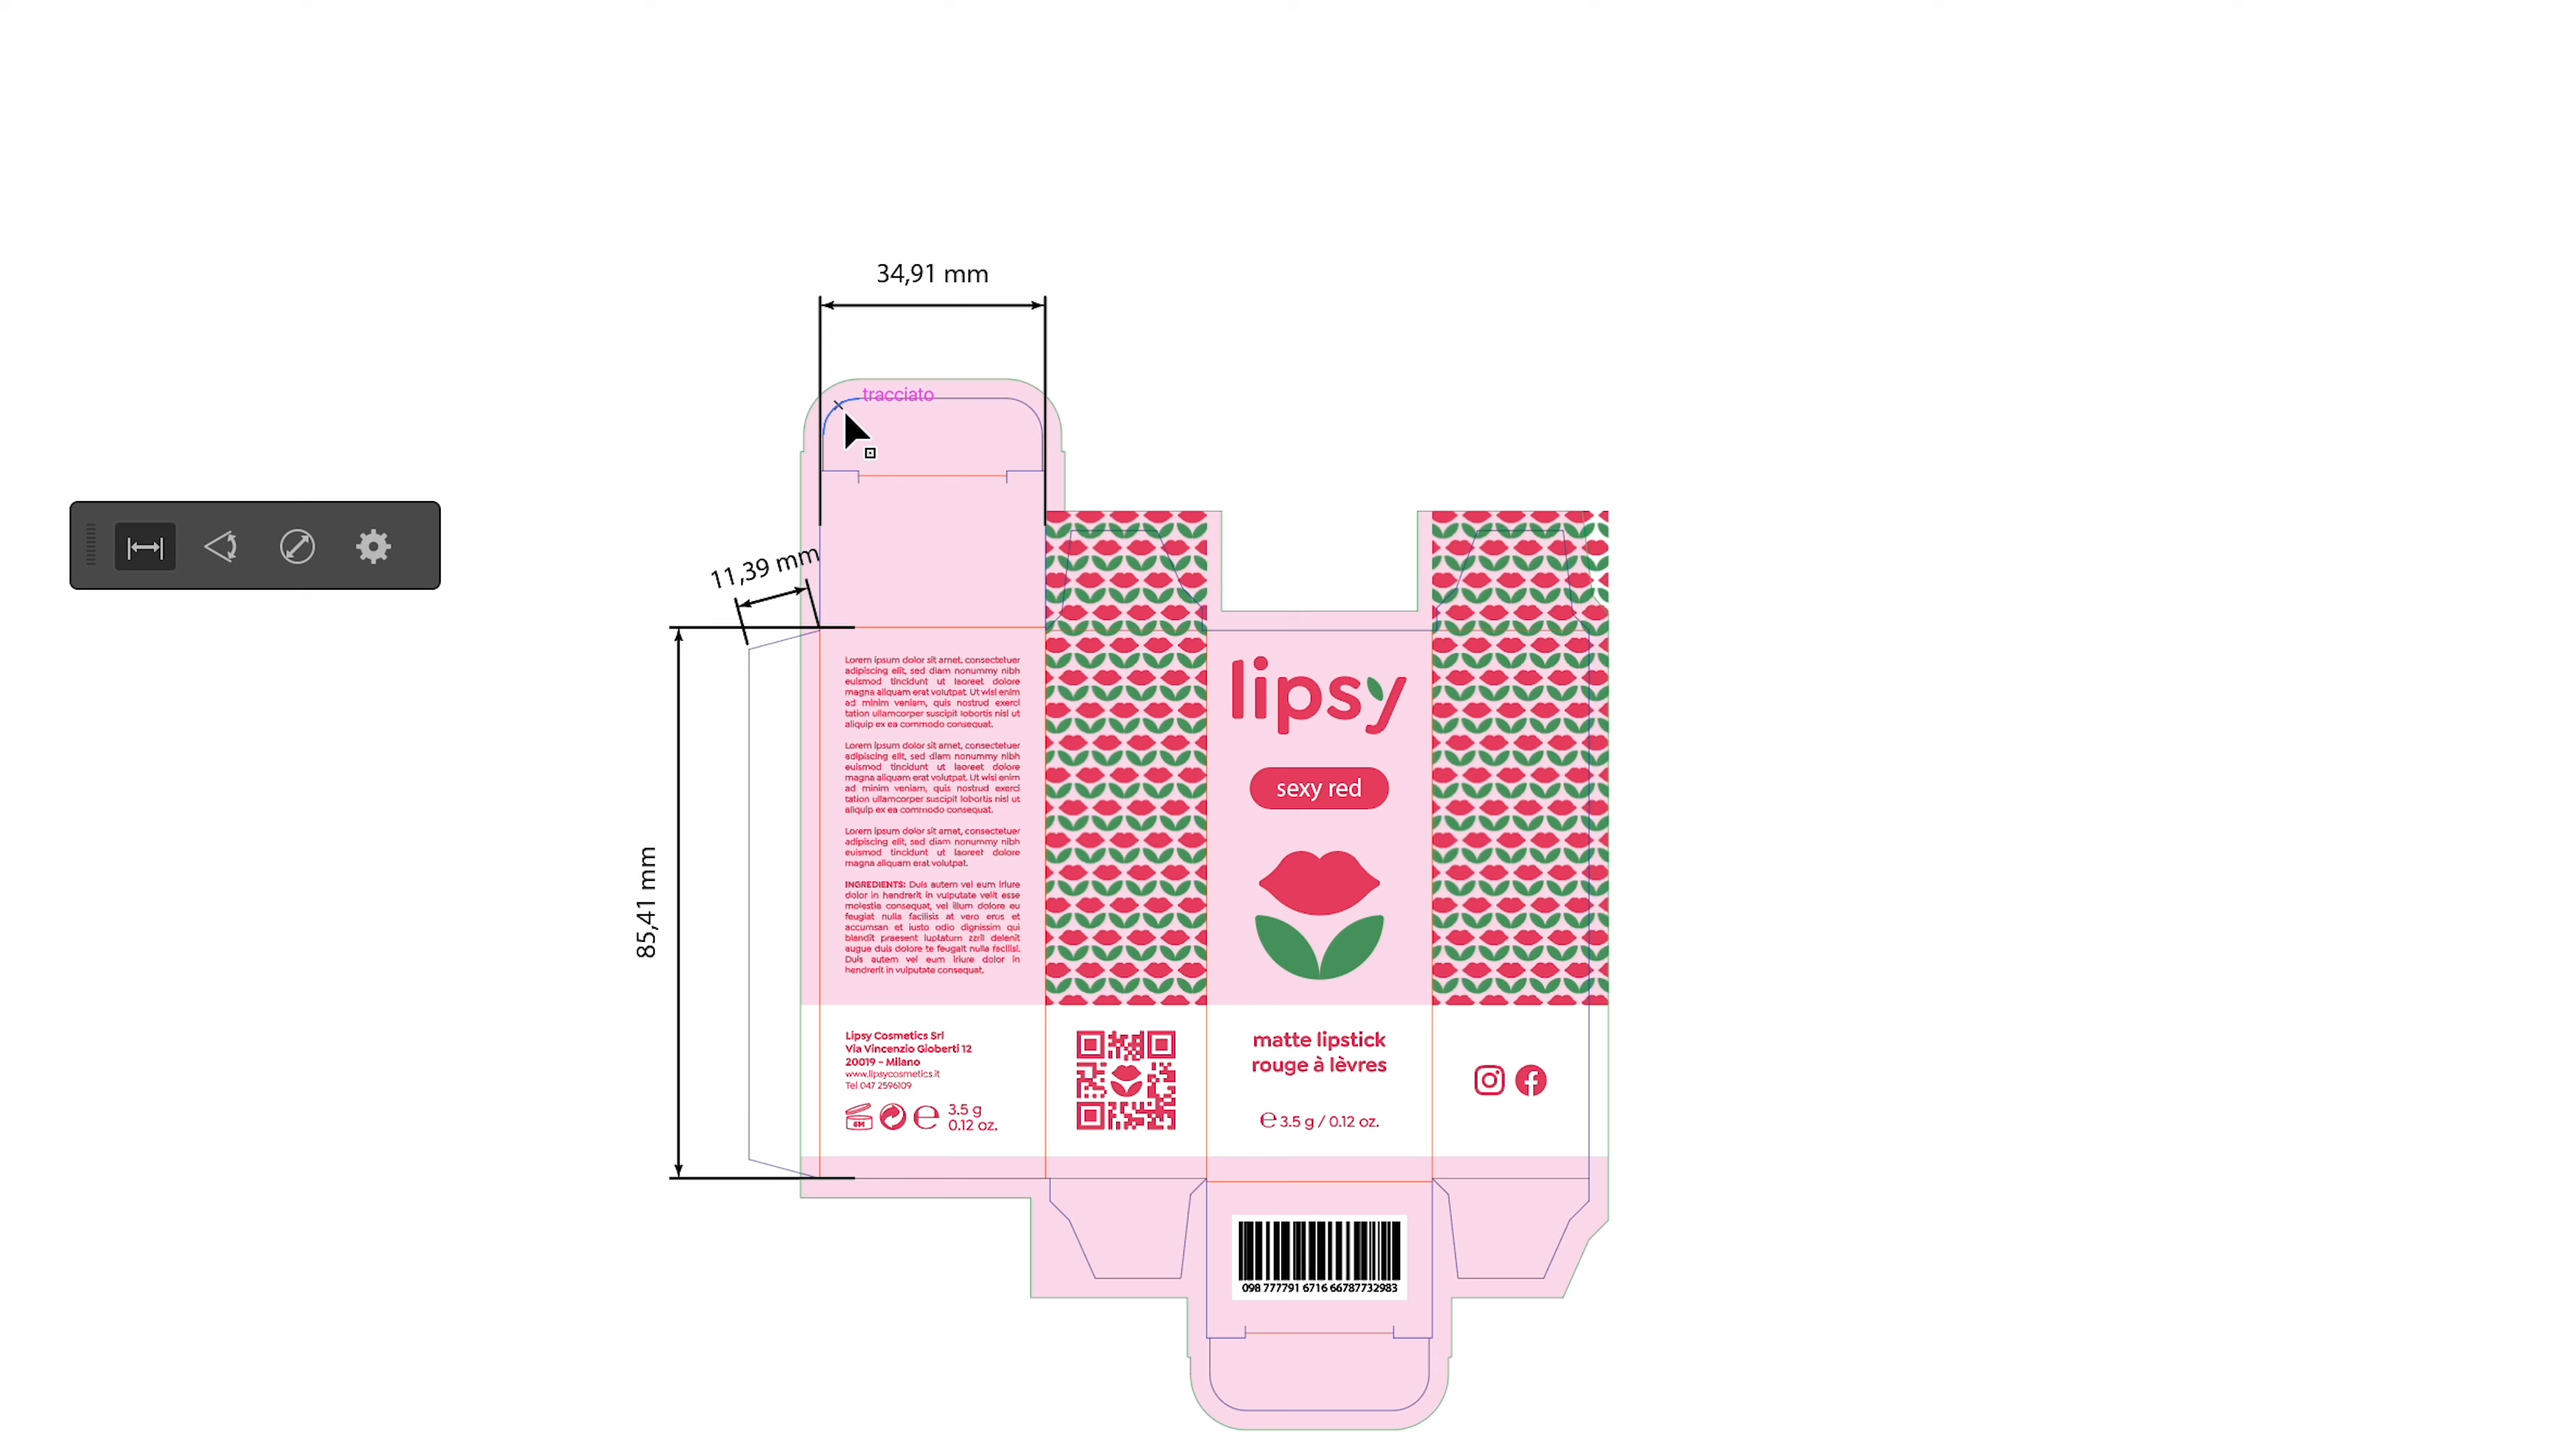 34,91 mm
tracciato
11,39 mm
85,41 mm
Lorem ipsum dolor sit amet, consectetuer
adipiscing elit, sed diam nonummy nibh
euismod tincidunt ut laoreet dolore
magna aliquam erat volutpat. Ut wisi enim
ad minim veniam, quis nostrud exerci
tation ullamcorper suscipit lobortis nisl ut
aliquip ex ea commodo consequat.
Lorem ipsum dolor sit amet, consectetuer
adipiscing elit, sed diam nonummy nibh
euismod tincidunt ut laoreet dolore
magna aliquam erat volutpat. Ut wisi enim
ad minim veniam, quis nostrud exerci
tation ullamcorper suscipit lobortis nisl ut
aliquip ex ea commodo consequat.
Lorem ipsum dolor sit amet, consectetuer
adipiscing elit, sed diam nonummy nibh
euismod tincidunt ut laoreet dolore
magna aliquam erat volutpat.
INGREDIENTS: Duis autem vel eum iriure
dolor in hendrerit in vulputate velit esse
molestie consequat, vel illum dolore eu
feugiat nulla facilisis at vero eros et
accumsan et iusto odio dignissim qui
blandit praesent luptatum zzril delenit
augue duis dolore te feugait nulla facilisi.
Duis autem vel eum iriure dolor in
hendrerit in vulputate consequat.
Lipsy Cosmetics Srl
Via Vincenzio Gioberti 12
20019 - Milano
www.lipsycosmetics.it
Tel 047 2596109
6M
℮ 3.5 g
0.12 oz.
lipsy
sexy red
matte lipstick
rouge à lèvres
℮ 3.5 g / 0.12 oz.
098 777791 6716 66787732983